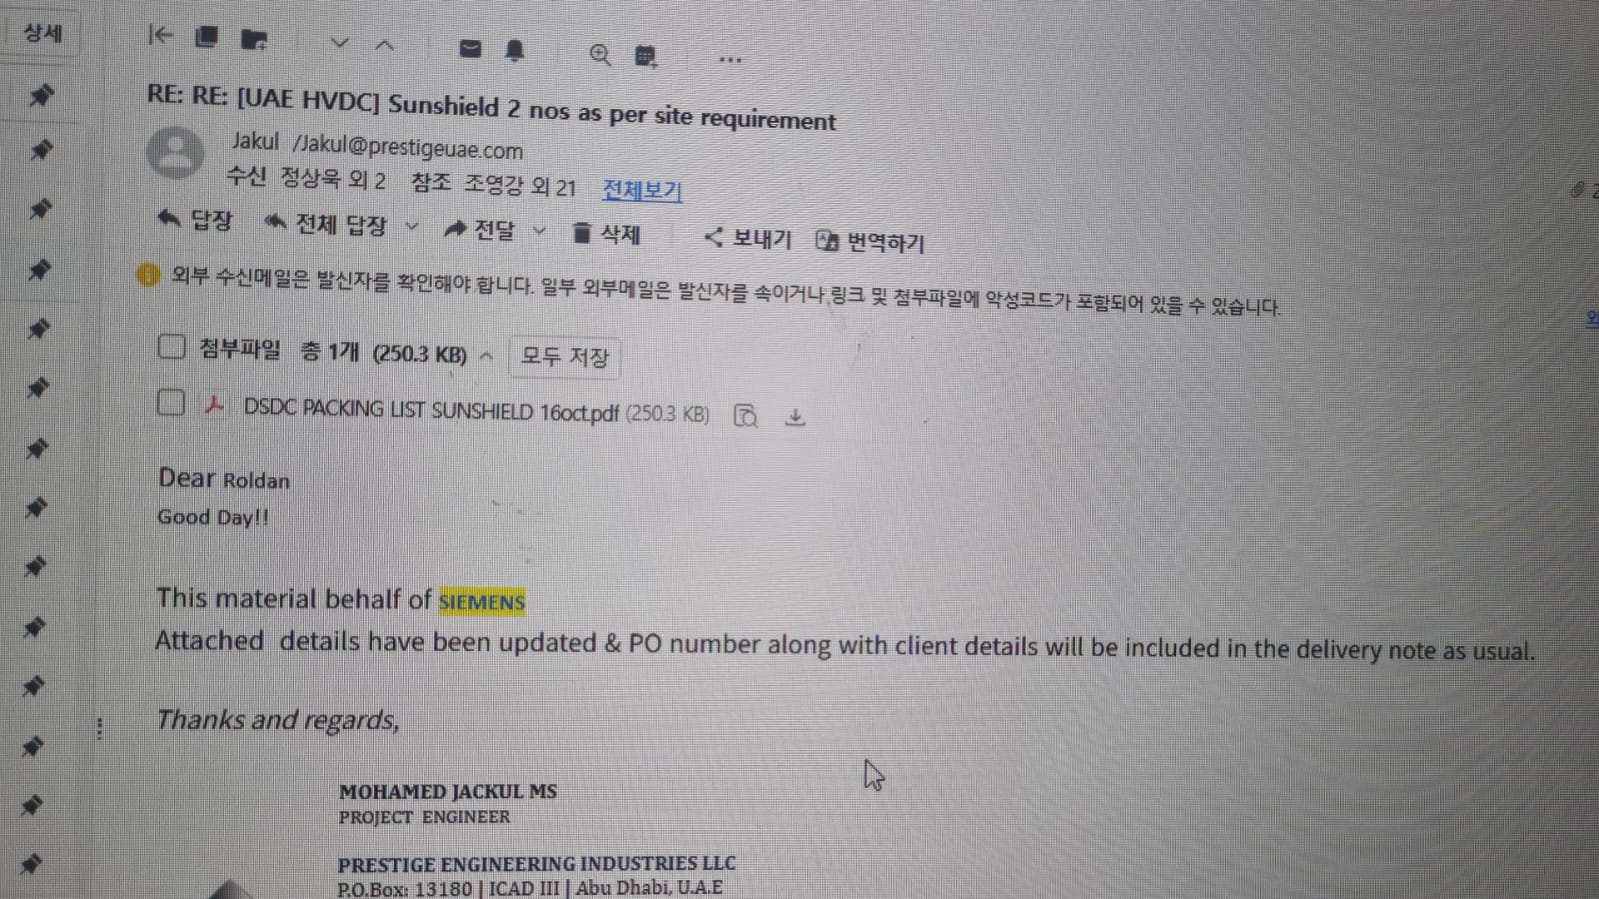 상세
RE: RE: [UAE HVDC] Sunshield 2 nos as per site requirement
Jakul /Jakul@prestigeuae.com
수신 정상욱 외 2 참조 조영강 외 21 전체보기
답장 전체 답장 전달 삭제 보내기 번역하기
외부 수신메일은 발신자를 확인해야 합니다. 일부 외부메일은 발신자를 속이거나 링크 및 첨부파일에 악성코드가 포함되어 있을 수 있습니다.
첨부파일 총 1개 (250.3 KB) 모두 저장
DSDC PACKING LIST SUNSHIELD 16oct.pdf (250.3 KB)
Dear Roldan
Good Day!!
This material behalf of SIEMENS
Attached details have been updated & PO number along with client details will be included in the delivery note as usual.
Thanks and regards,
MOHAMED JACKUL MS
PROJECT ENGINEER
PRESTIGE ENGINEERING INDUSTRIES LLC
P.O.Box: 13180 | ICAD III | Abu Dhabi, U.A.E